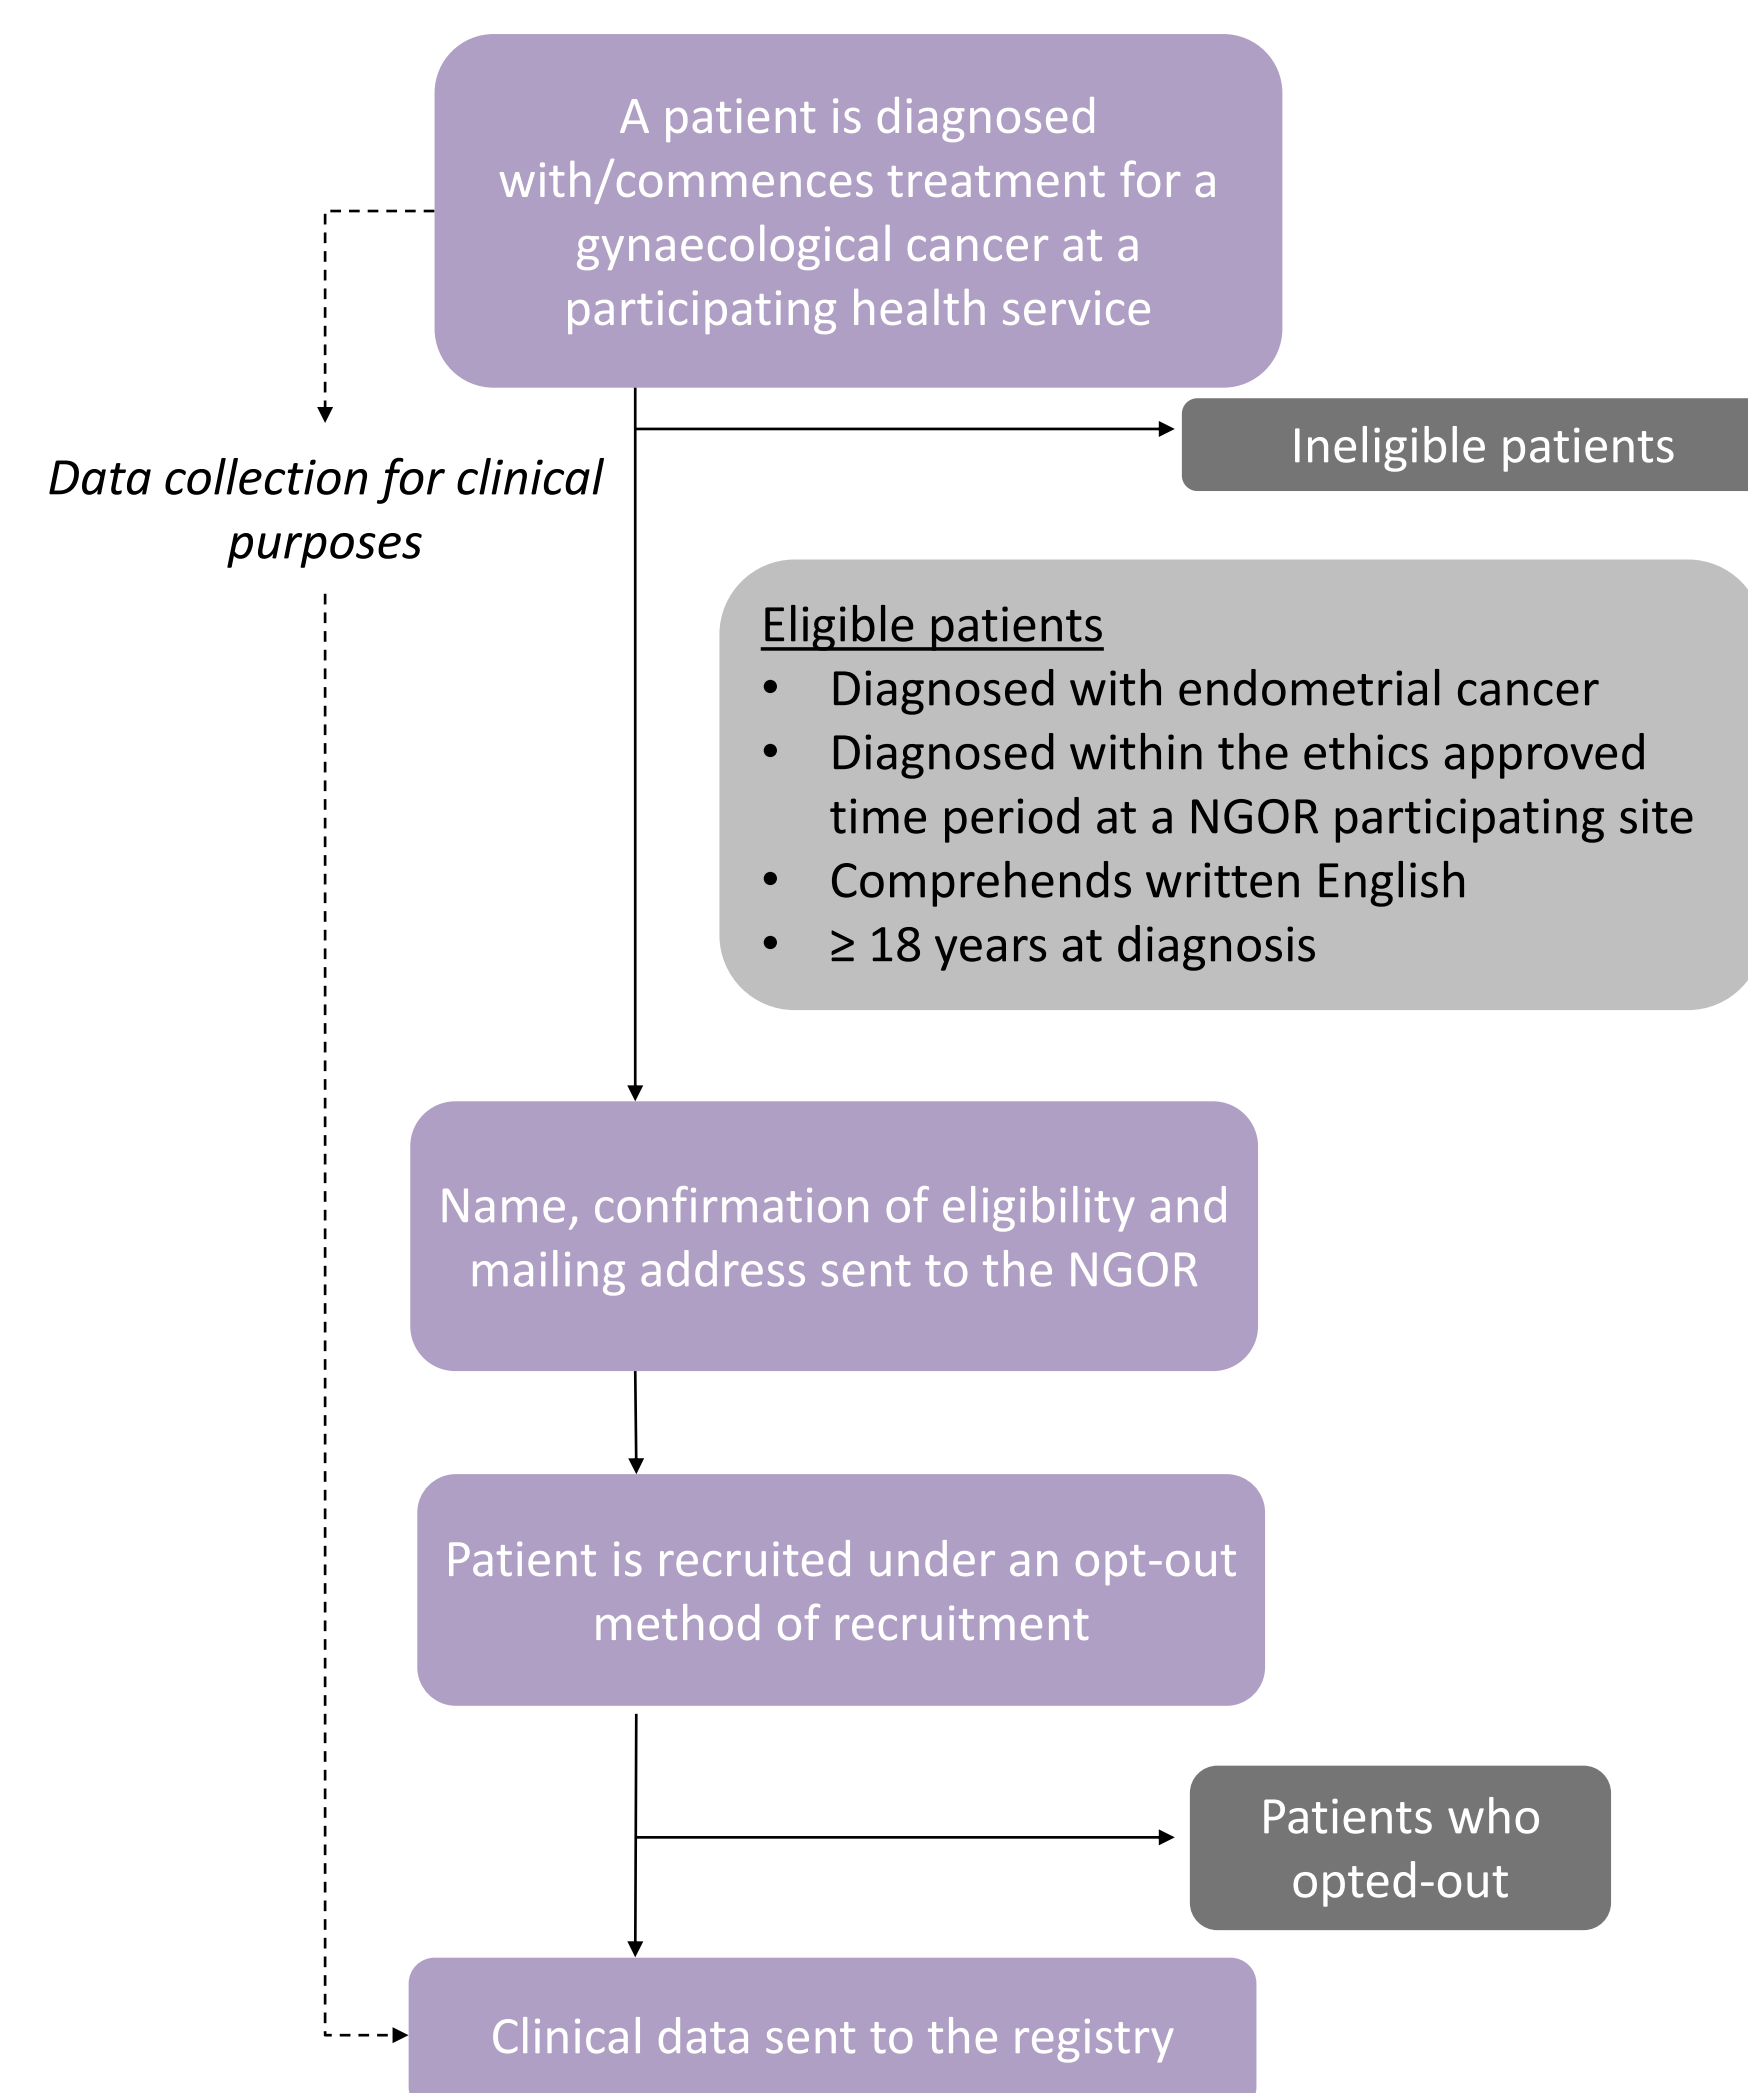 A patient is diagnosed
with/commences treatment for a
gynaecological cancer at a
participating health service
Ineligible patients
Data collection for clinical
purposes
Eligible patients
• Diagnosed with endometrial cancer
• Diagnosed within the ethics approved
time period at a NGOR participating site
• Comprehends written English
• ≥ 18 years at diagnosis
Name, confirmation of eligibility and
mailing address sent to the NGOR
Patient is recruited under an opt-out
method of recruitment
Patients who
opted-out
Clinical data sent to the registry